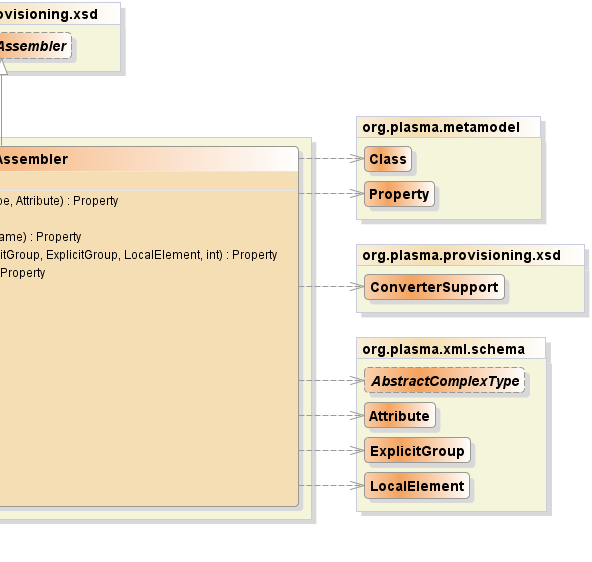 ovisioning.xsd
Assembler
Assembler
pe, Attribute) : Property
ame) : Property
itGroup, ExplicitGroup, LocalElement, int) : Property
Property
org.plasma.metamodel
Class
Property
org.plasma.provisioning.xsd
ConverterSupport
org.plasma.xml.schema
AbstractComplexType
Attribute
ExplicitGroup
LocalElement